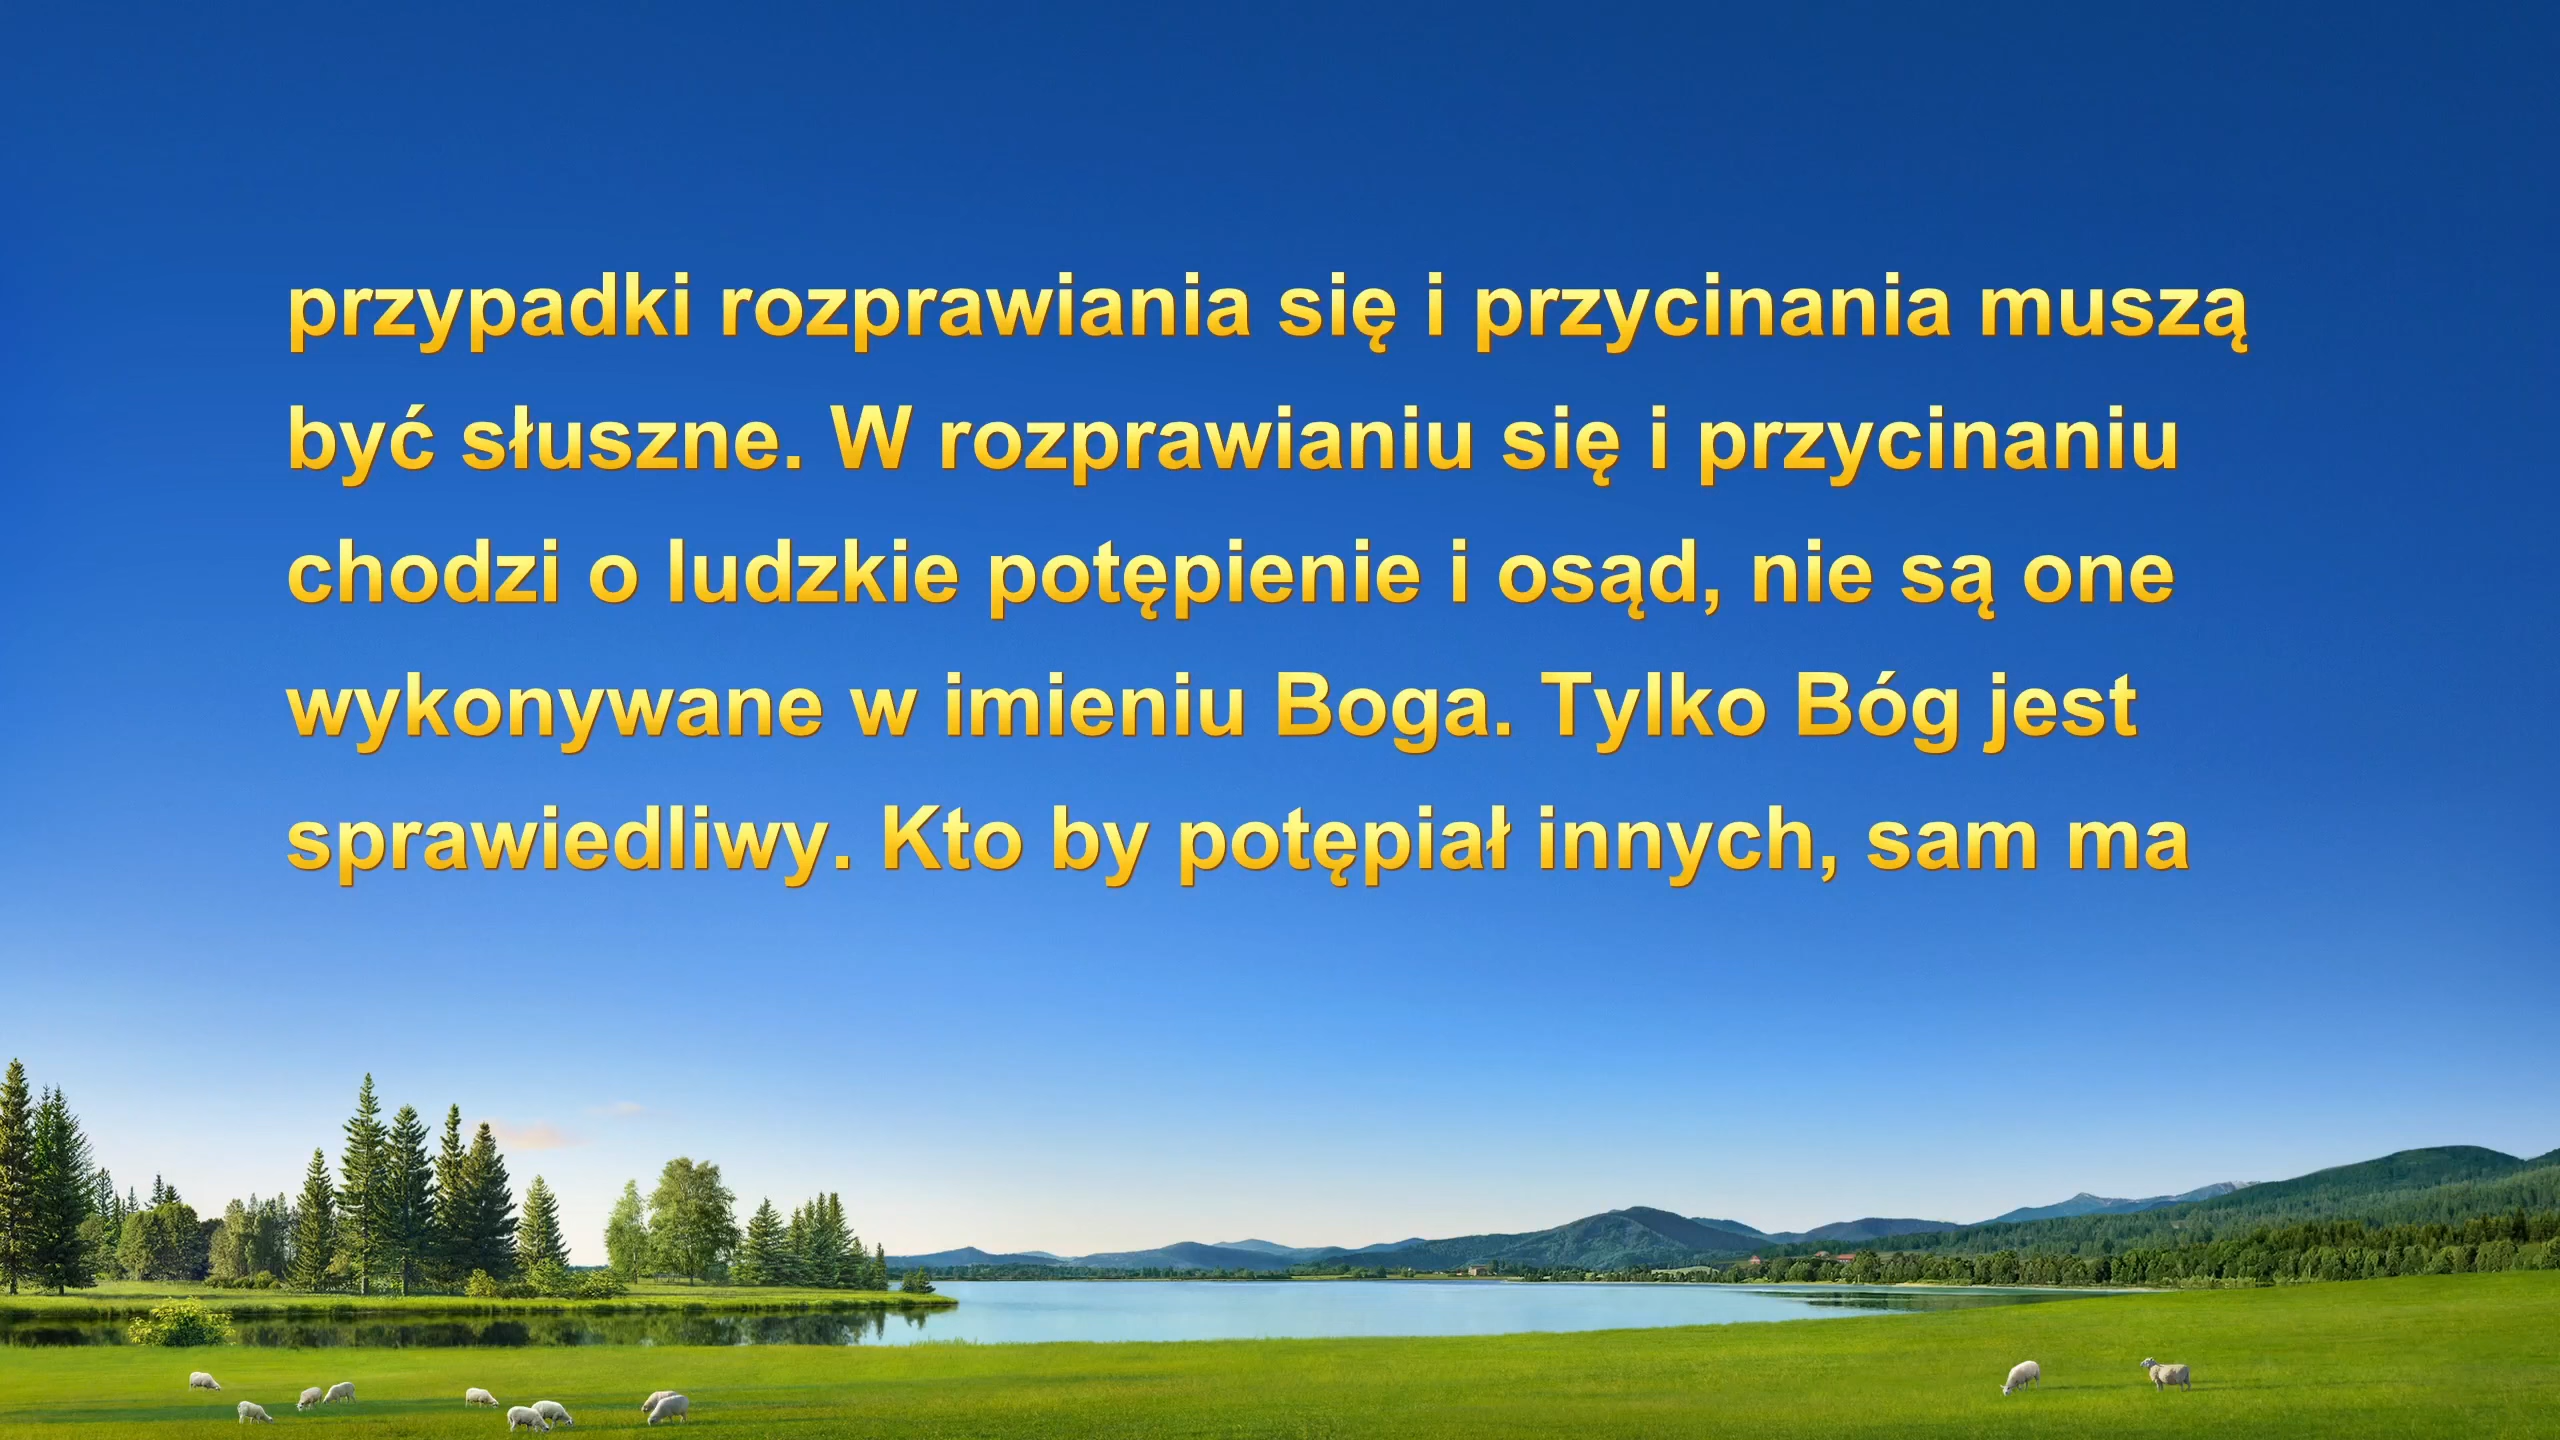 przypadki rozprawiania się i przycinania muszą
być słuszne. W rozprawianiu się i przycinaniu
chodzi o ludzkie potępienie i osąd, nie są one
wykonywane w imieniu Boga. Tylko Bóg jest
sprawiedliwy. Kto by potępiał innych, sam ma